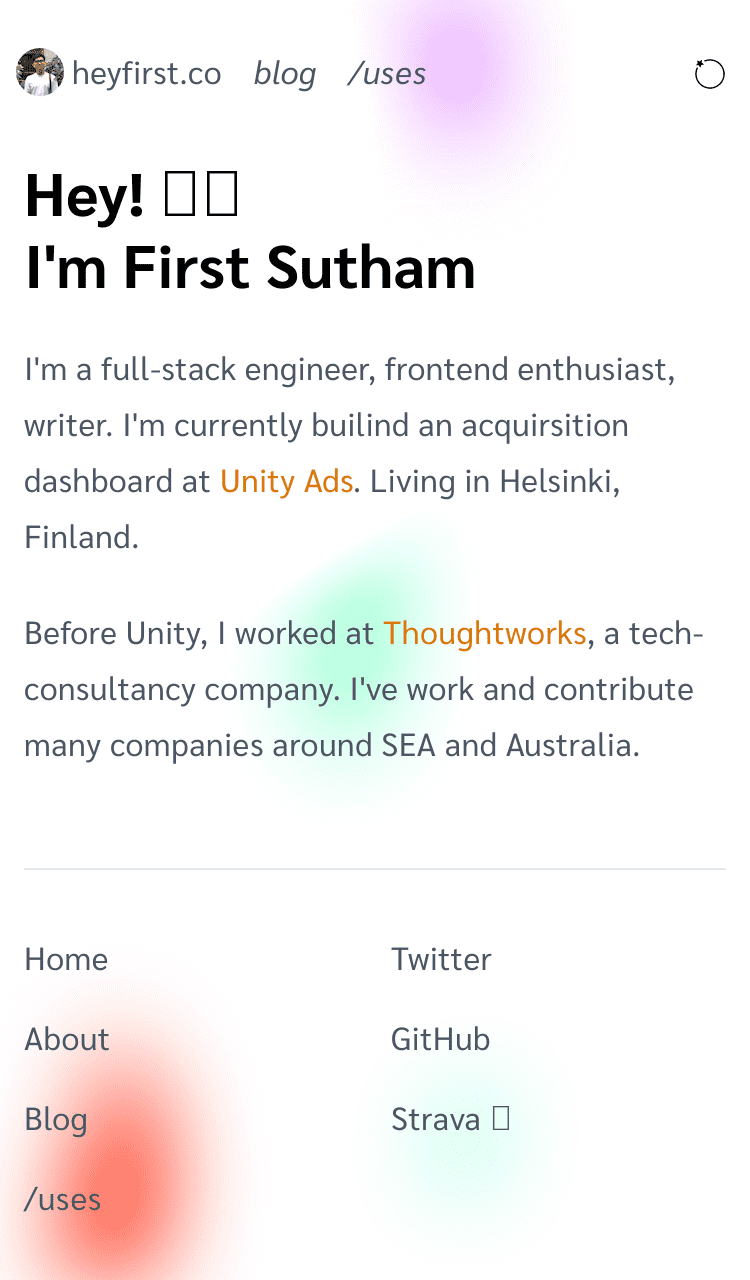 heyfirst.co blog /uses
Hey! 
I'm First Sutham
I'm a full-stack engineer, frontend enthusiast,
writer. I'm currently builind an acquirsition
dashboard at Unity Ads. Living in Helsinki,
Finland.
Before Unity, I worked at Thoughtworks, a tech-
consultancy company. I've work and contribute
many companies around SEA and Australia.
Home
Twitter
About
GitHub
Blog
Strava
/uses